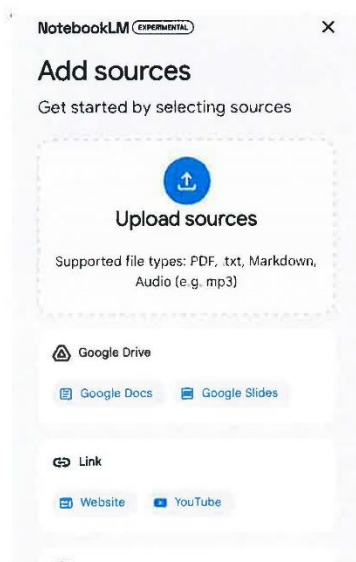 NotebookLM EXPERIMENTAL
Add sources
Get started by selecting sources
Upload sources
Supported file types: PDF, .txt, Markdown,
Audio (e.g. mp3)
Google Drive
Google Docs Google Slides
Link
Website YouTube